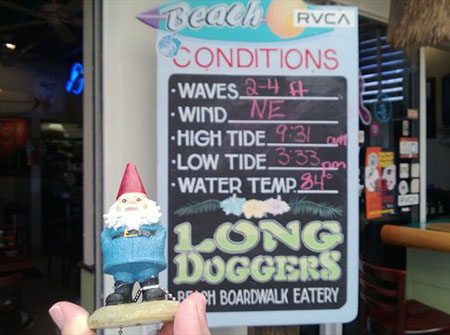 Beach
RVCA
CONDITIONS
• WAVES 2-4 ft
• WIND NE
• HIGH TIDE 9:31 am
• LOW TIDE 3:33 pm
• WATER TEMP. 84°
LONG
DOGGERS
BEACH BOARDWALK EATERY